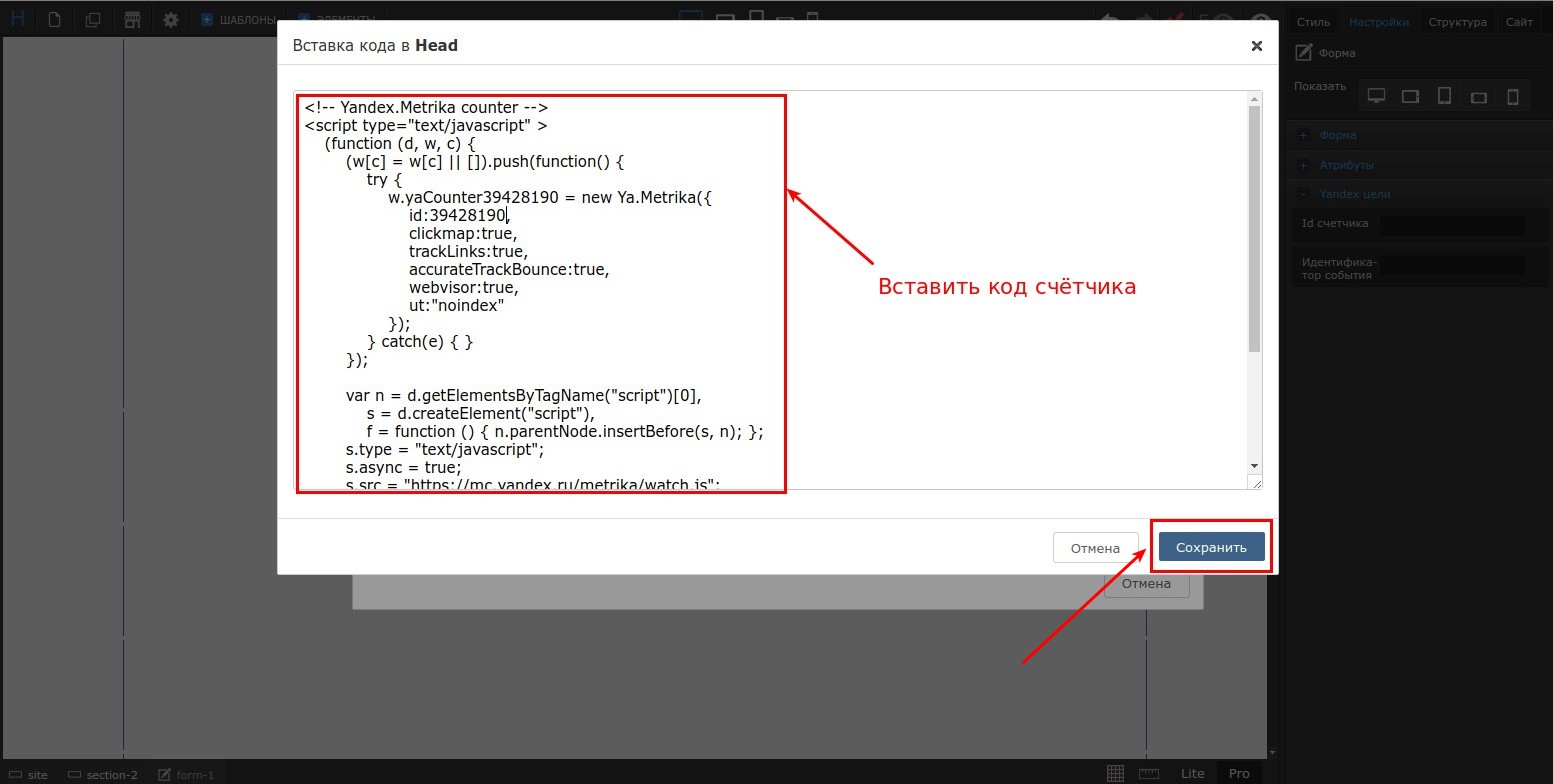 H
ШАБЛОНЫ
ЭЛЕМЕНТЫ
Стиль
Настройки
Структура
Сайт
Вставка кода в Head
Форма
Показать
<!-- Yandex.Metrika counter -->
<script type="text/javascript" >
(function (d, w, c) {
(w[c] = w[c] || []).push(function() {
try {
w.yaCounter39428190 = new Ya.Metrika({
id:39428190,
clickmap:true,
trackLinks:true,
accurateTrackBounce:true,
webvisor:true,
ut:"noindex"
});
} catch(e) { }
});
var n = d.getElementsByTagName("script")[0],
s = d.createElement("script"),
f = function () { n.parentNode.insertBefore(s, n); };
s.type = "text/javascript";
s.async = true;
s.src = "https://mc.yandex.ru/metrika/watch.js";
Вставить код счётчика
+ Форма
+ Атрибуты
- Yandex цели
Id счетчика
Идентифика-
тор события
Отмена
Сохранить
Отмена
site
section-2
form-1
Lite
Pro